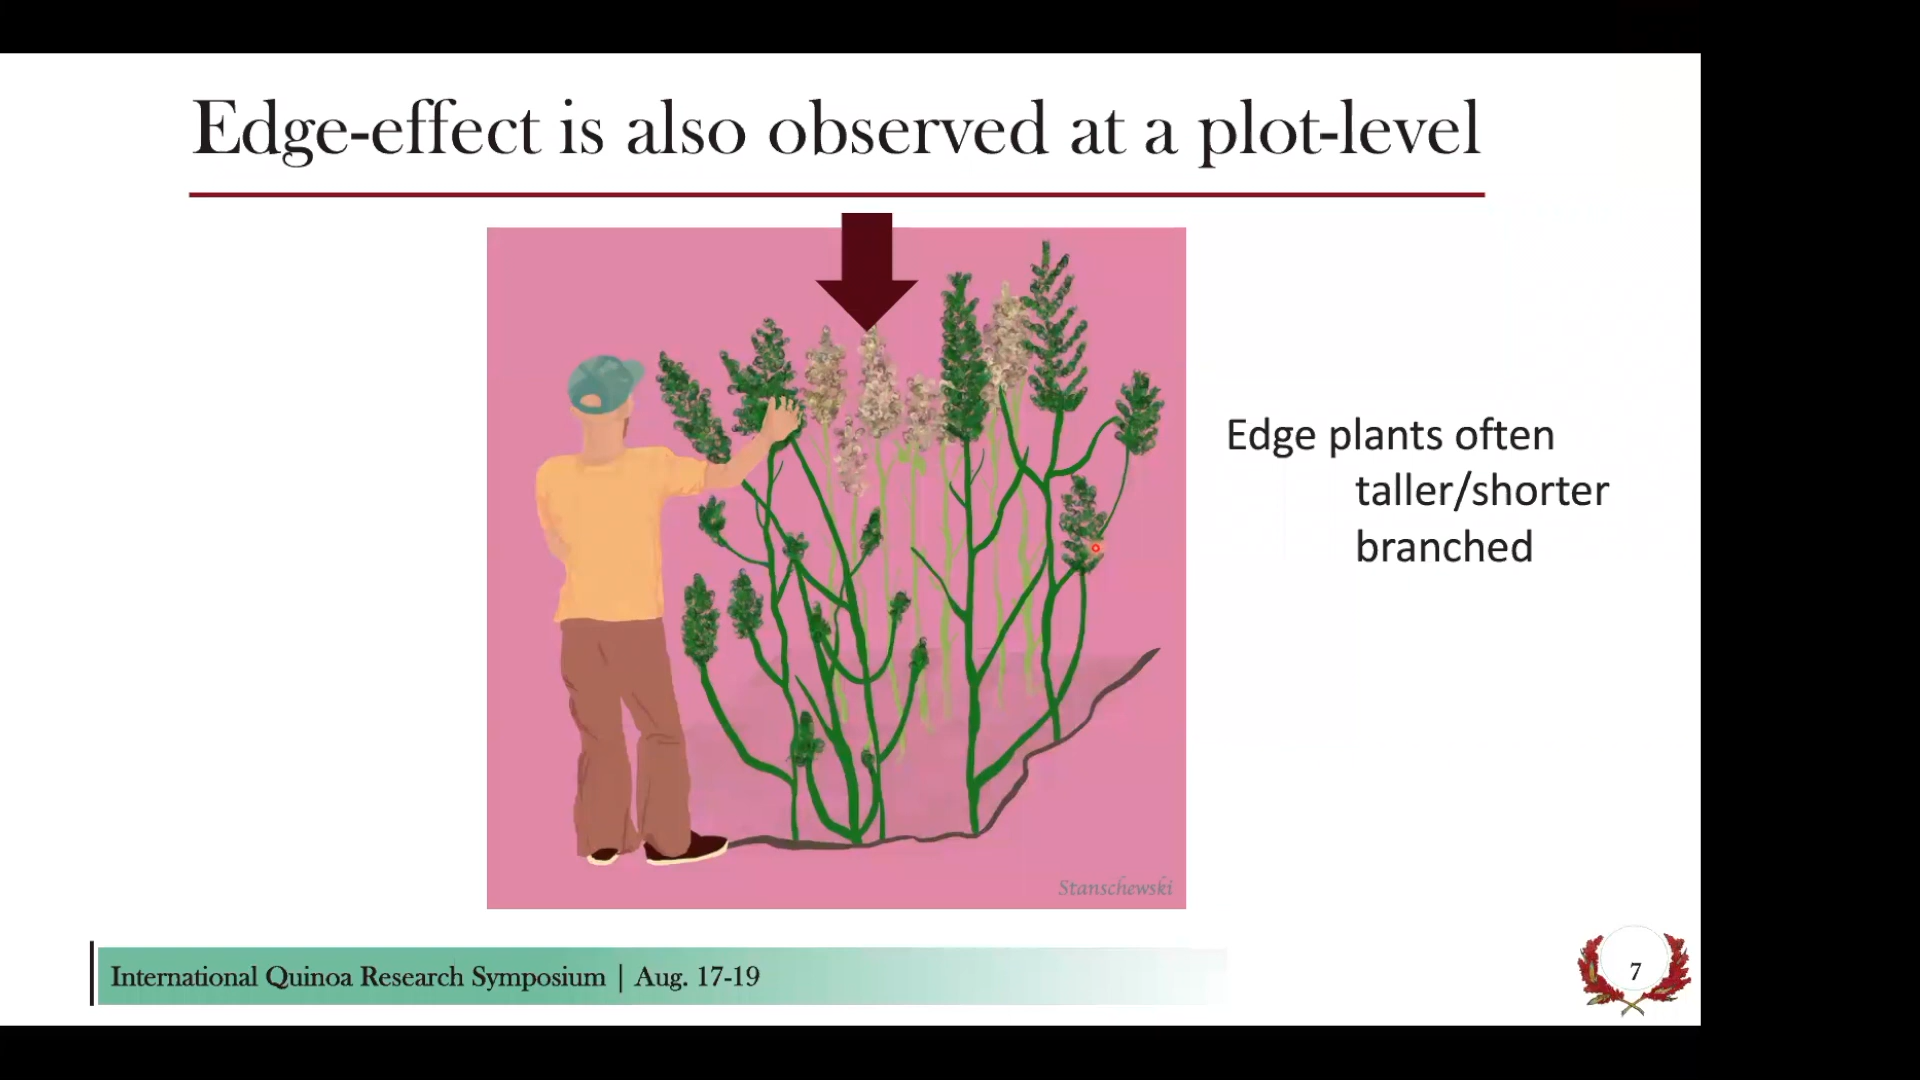 Edge-effect is also observed at a plot-level
Edge plants often
taller/shorter
branched
Stanschewski
International Quinoa Research Symposium | Aug. 17-19
7